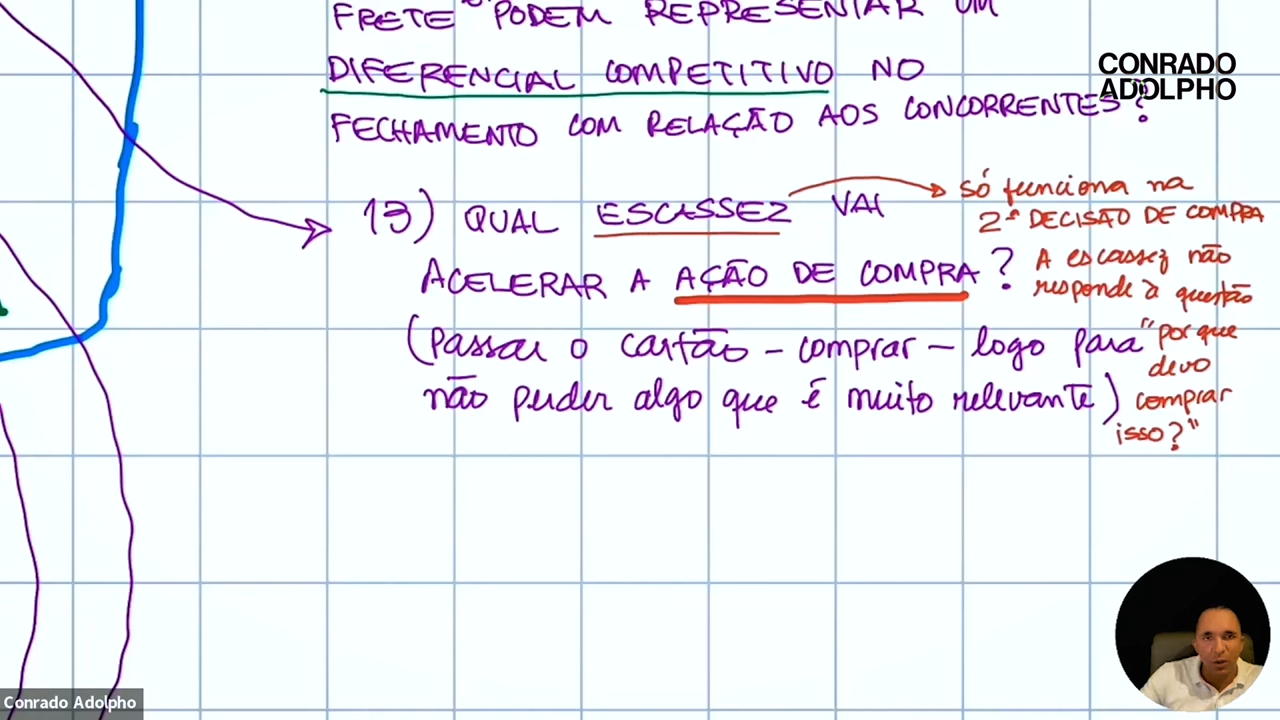 FRETE PODEM REPRESENTAR UM
DIFERENCIAL COMPETITIVO NO
FECHAMENTO COM RELAÇÃO AOS CONCORRENTES?
CONRADO
ADOLPHO
13) QUAL ESCASSEZ VAI
ACELERAR A AÇÃO DE COMPRA?
(Passar o cartão - comprar - logo para
não perder algo que é muito relevante)
só funciona na
2ª DECISÃO DE COMPRA
A escassez não
responde à questão
"por que
devo
comprar
isso?"
Conrado Adolpho